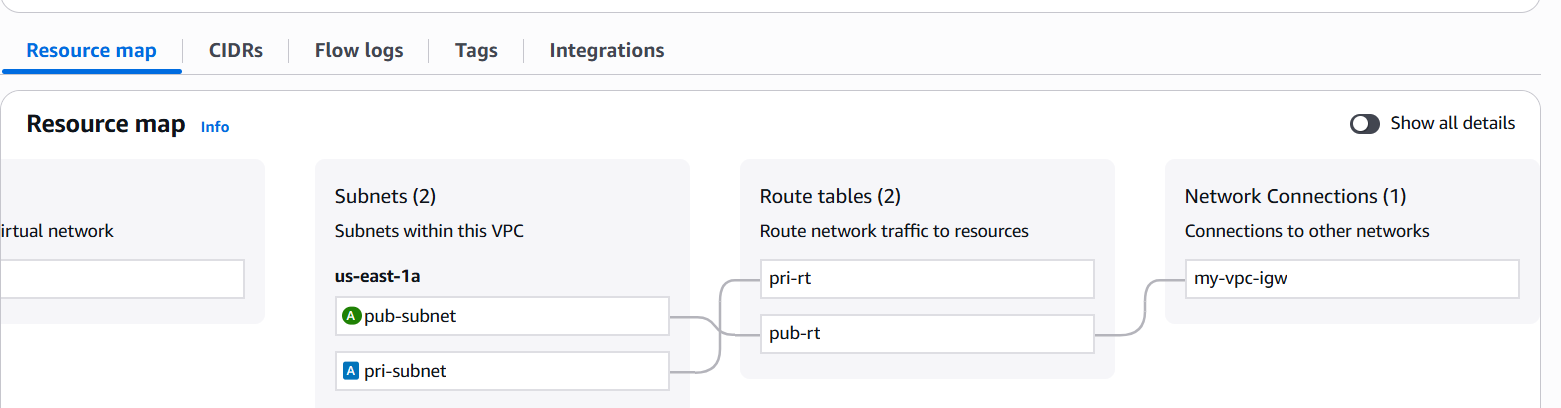 Resource map CIDRs Flow logs Tags Integrations
Resource map Info
Show all details
irtual network
Subnets (2)
Subnets within this VPC
us-east-1a
A pub-subnet
A pri-subnet
Route tables (2)
Route network traffic to resources
pri-rt
pub-rt
Network Connections (1)
Connections to other networks
my-vpc-igw